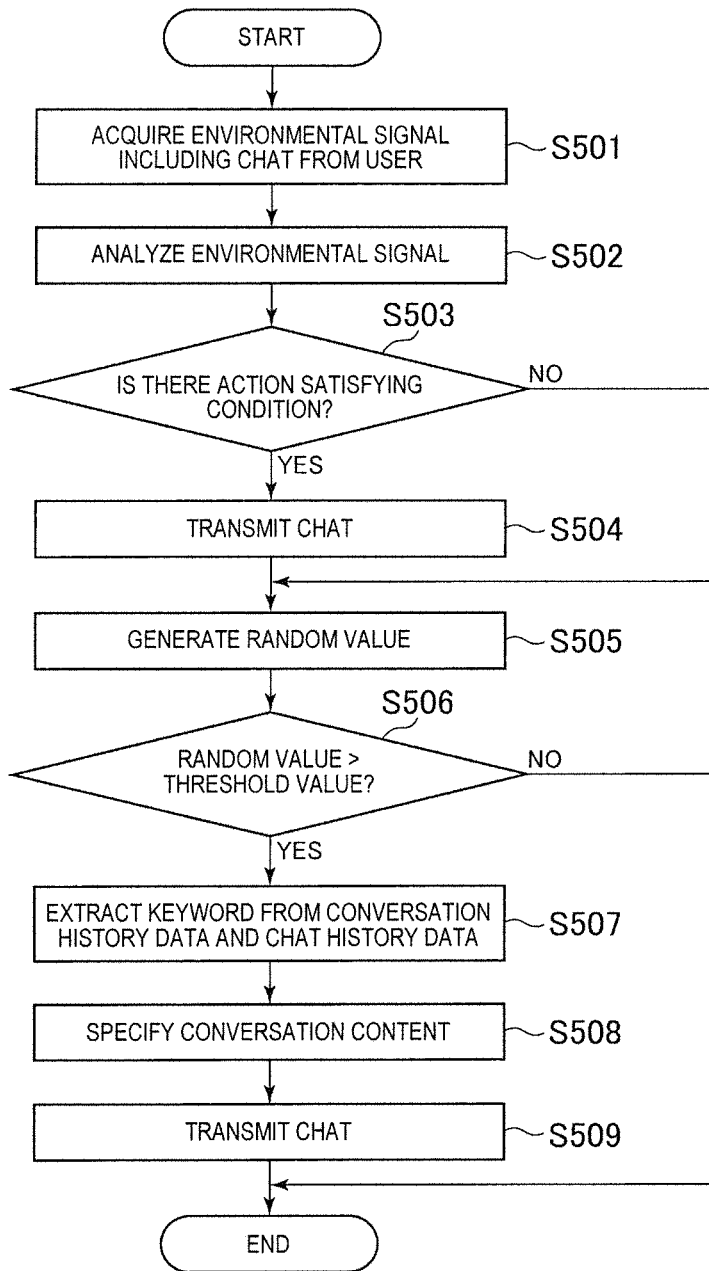 START
ACQUIRE ENVIRONMENTAL SIGNAL
INCLUDING CHAT FROM USER
S501
ANALYZE ENVIRONMENTAL SIGNAL
S502
S503
IS THERE ACTION SATISFYING
CONDITION?
NO
YES
TRANSMIT CHAT
S504
GENERATE RANDOM VALUE
S505
S506
RANDOM VALUE >
THRESHOLD VALUE?
NO
YES
EXTRACT KEYWORD FROM CONVERSATION
HISTORY DATA AND CHAT HISTORY DATA
S507
SPECIFY CONVERSATION CONTENT
S508
TRANSMIT CHAT
S509
END